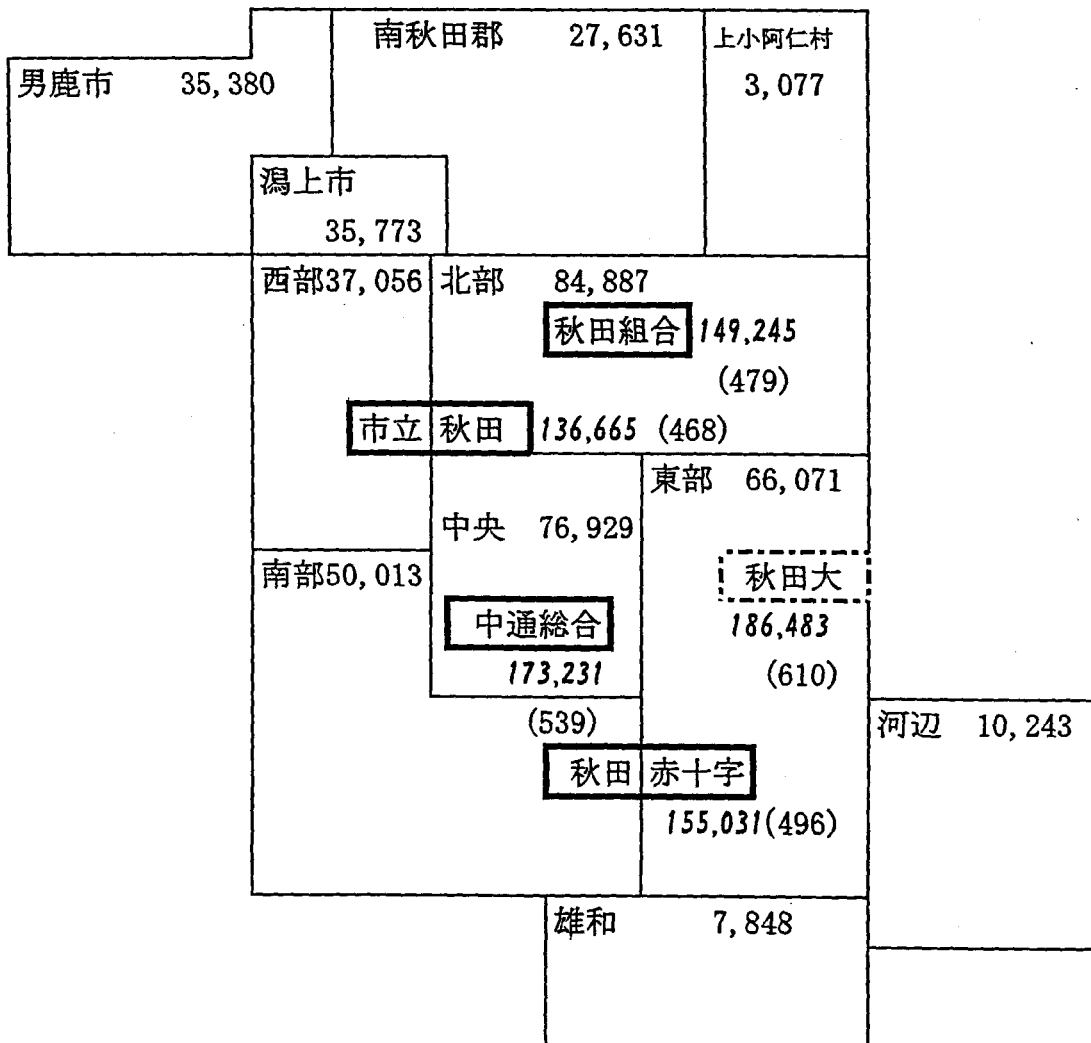 南秋田郡 27,631
上小阿仁村
3,077
男鹿市 35,380
潟上市
35,773
西部37,056
北部 84,887
秋田組合 149,245
(479)
市立秋田 136,665 (468)
東部 66,071
中央 76,929
南部50,013
秋田大
186,483
(610)
中通総合
173,231
(539)
河辺 10,243
秋田赤十字
155,031(496)
雄和 7,848